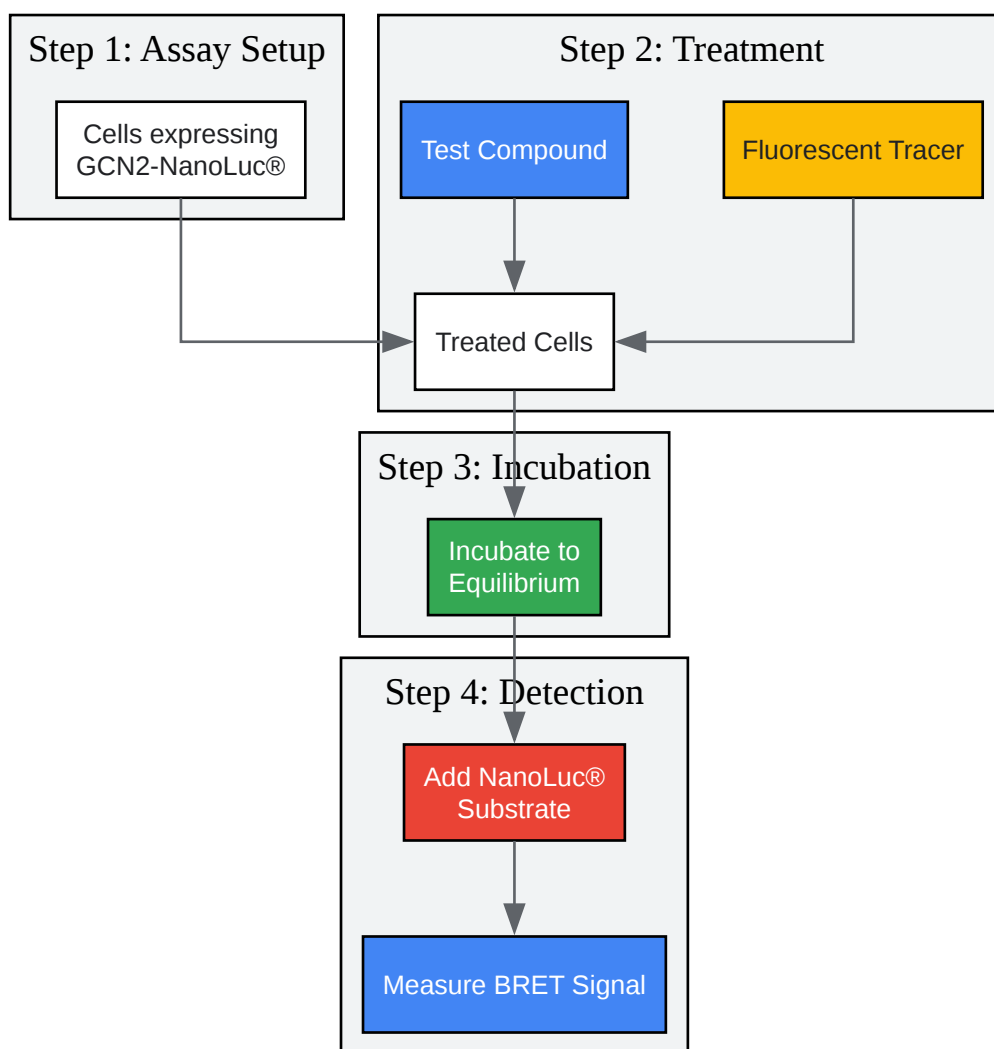 Step 1: Assay Setup
Cells expressing
GCN2-NanoLuc®
Step 2: Treatment
Test Compound
Fluorescent Tracer
Treated Cells
Step 3: Incubation
Incubate to
Equilibrium
Step 4: Detection
Add NanoLuc®
Substrate
Measure BRET Signal